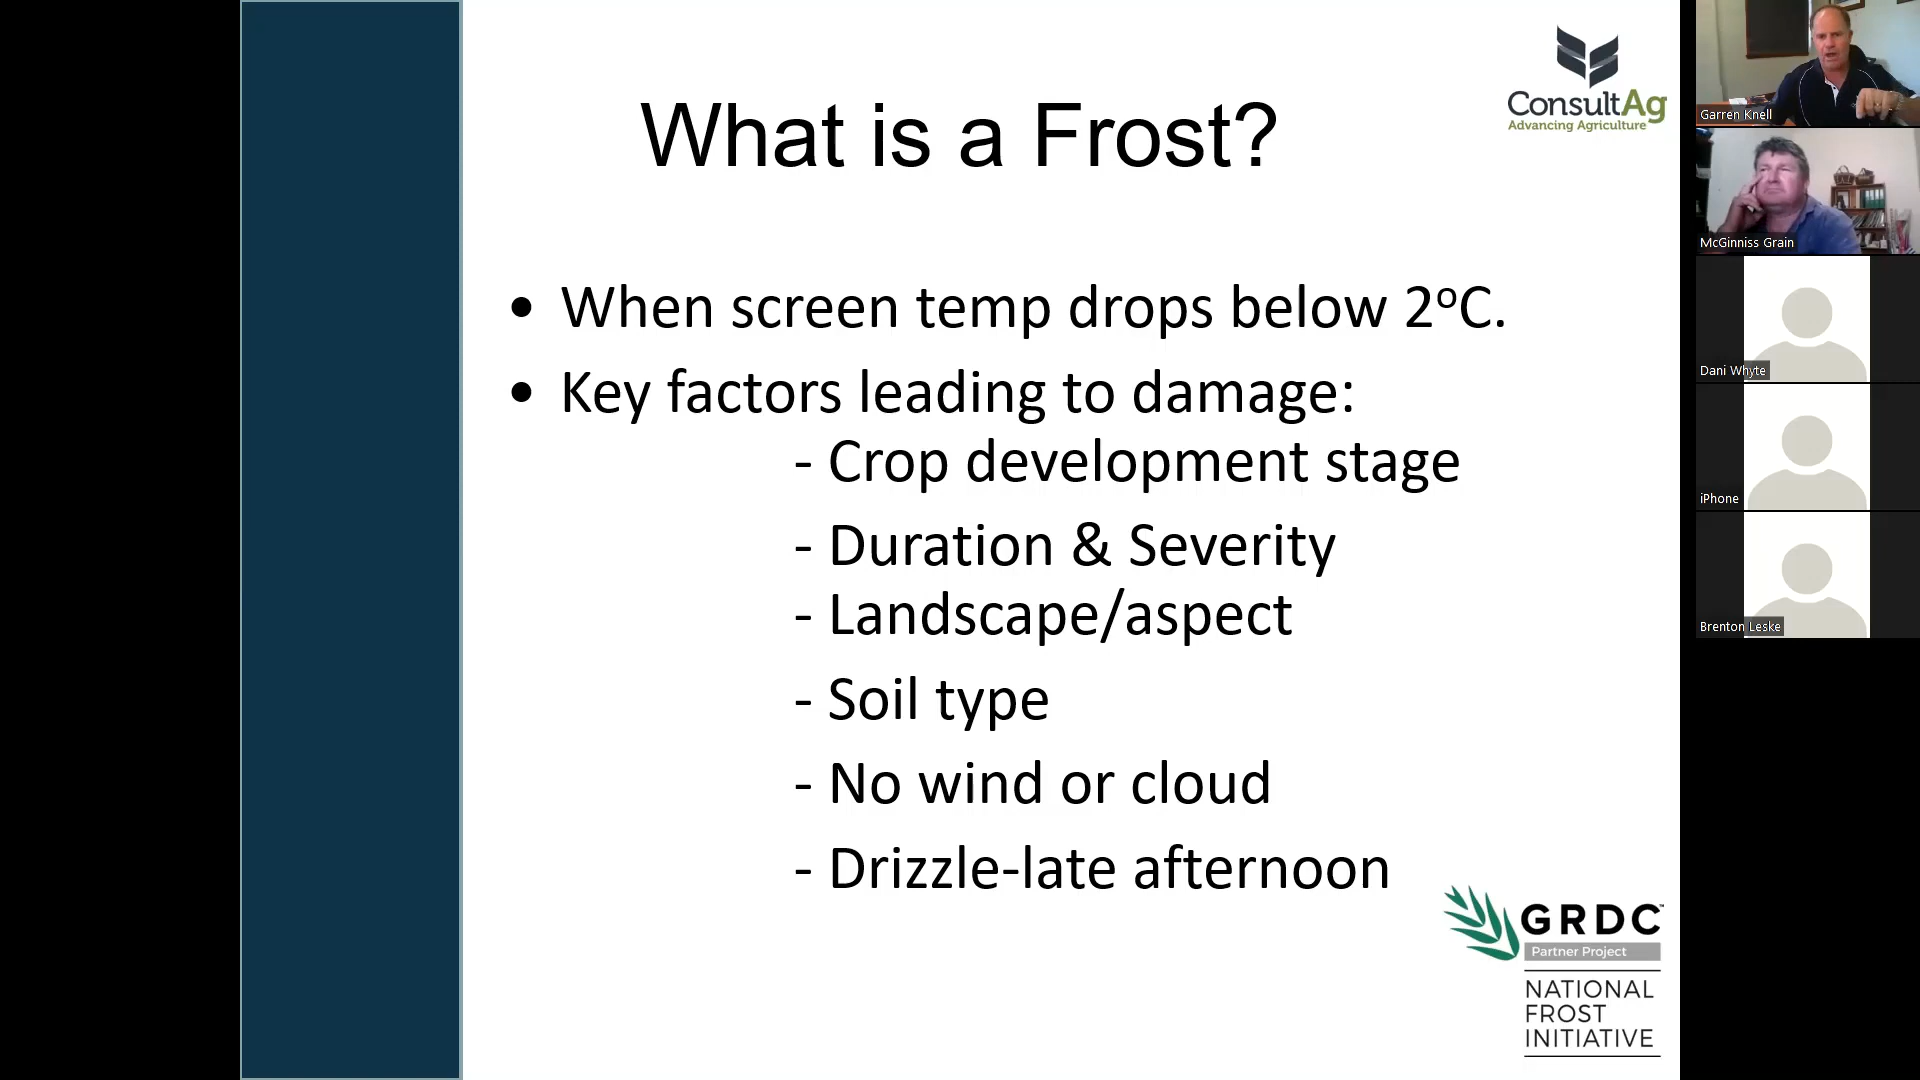 What is a Frost?
ConsultAg
Advancing Agriculture
• When screen temp drops below 2ºC.
• Key factors leading to damage:
- Crop development stage
- Duration & Severity
- Landscape/aspect
- Soil type
- No wind or cloud
- Drizzle-late afternoon
GRDC™
Partner Project
NATIONAL
FROST
INITIATIVE
Garren Knell
McGinniss Grain
Dani Whyte
iPhone
Brenton Leske